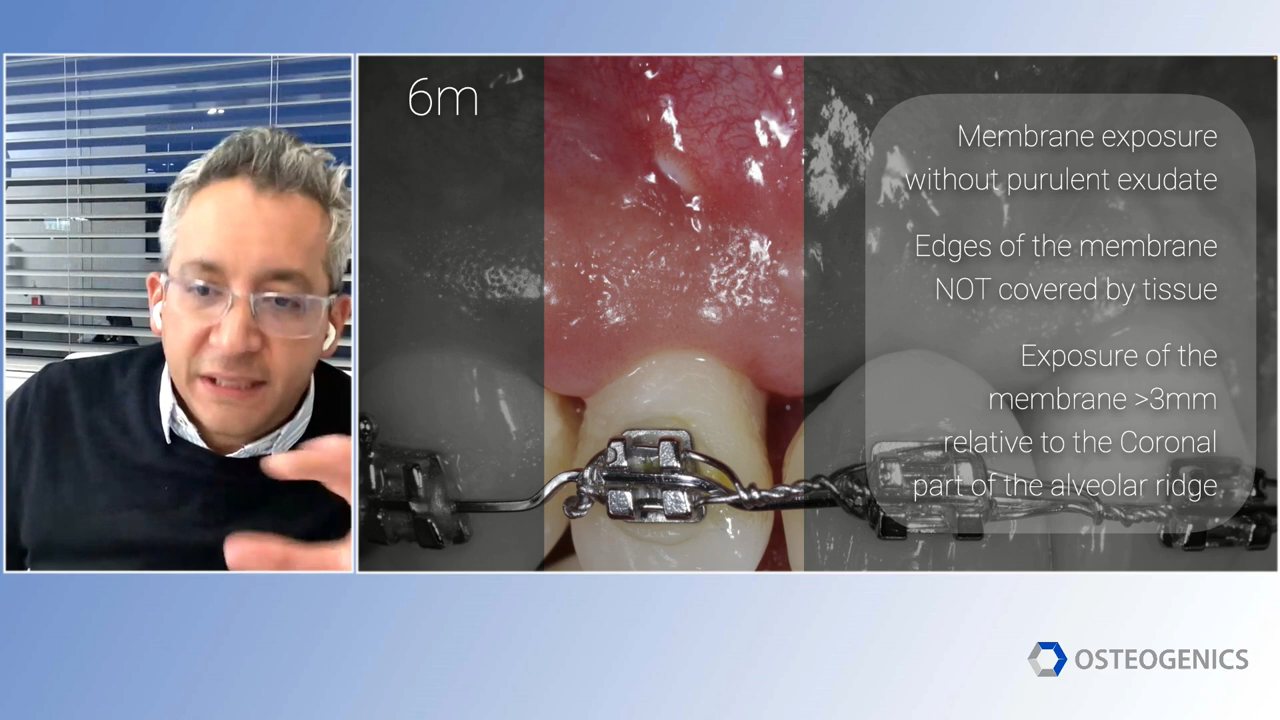 6m
Membrane exposure
without purulent exudate
Edges of the membrane
NOT covered by tissue
Exposure of the
membrane >3mm
relative to the Coronal
part of the alveolar ridge
OSTEOGENICS